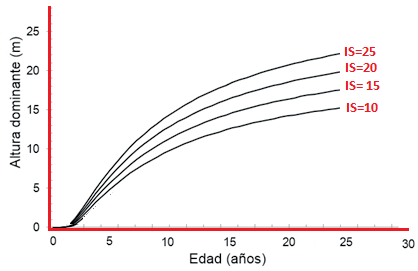 25
20
15
10
5
0
Altura dominante (m)
IS=25
IS=20
IS= 15
IS=10
0 5 10 15 20 25 30
Edad (años)